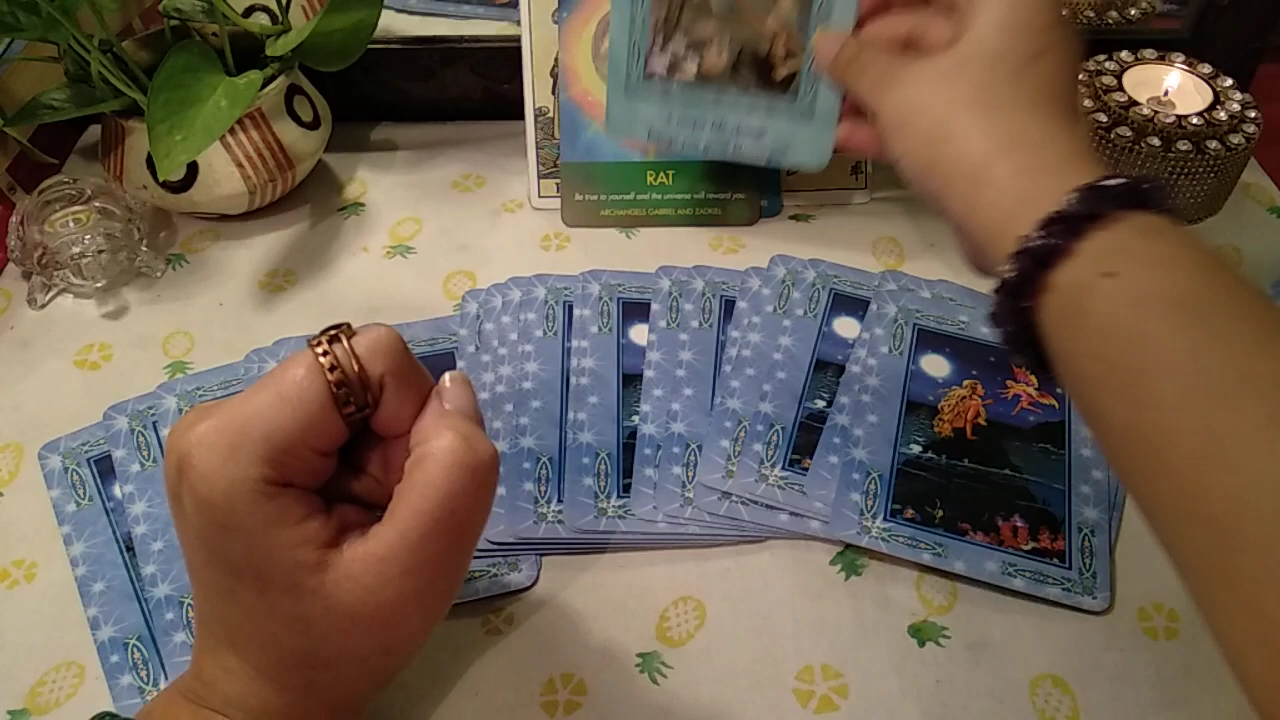 RAT
Be true to yourself and the universe will reward you
ARCHANGELS GABRIEL AND ZADKIEL